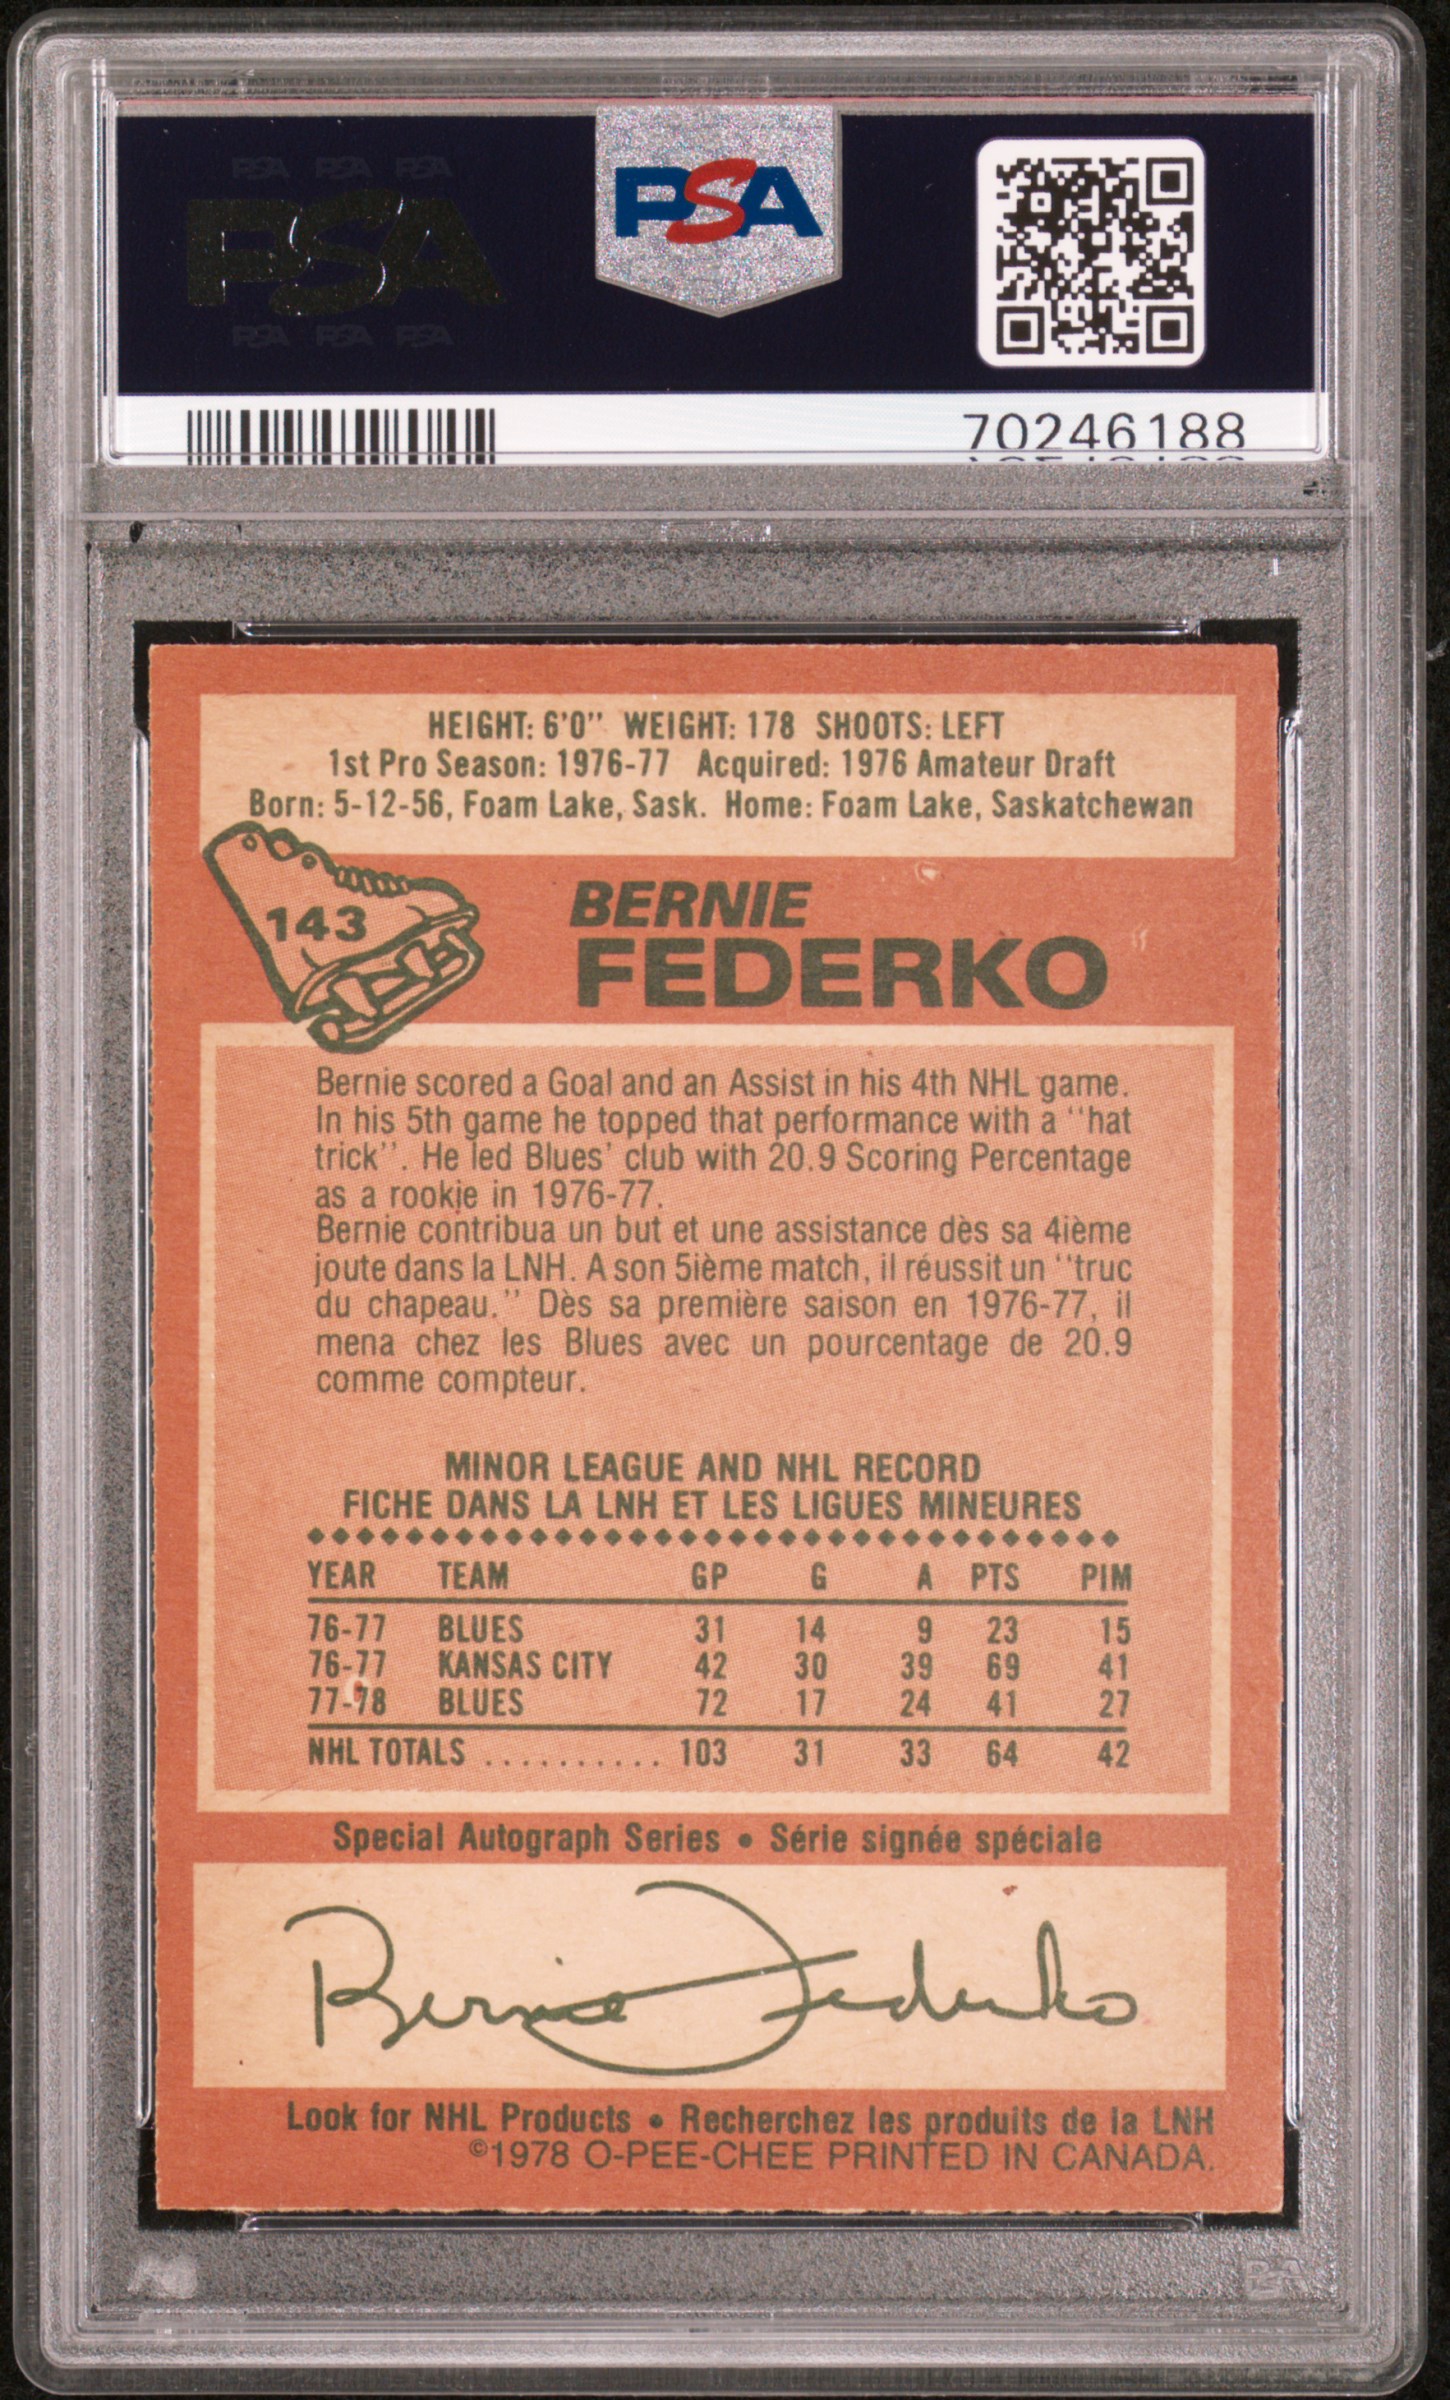 PSA PSA PSA
PSA
PSA PSA PSA
PSA
70246188
HEIGHT: 6'0" WEIGHT: 178 SHOOTS: LEFT
1st Pro Season: 1976-77 Acquired: 1976 Amateur Draft
Born: 5-12-56, Foam Lake, Sask. Home: Foam Lake, Saskatchewan
143
BERNIE
FEDERKO
Bernie scored a Goal and an Assist in his 4th NHL game.
In his 5th game he topped that performance with a "hat
trick". He led Blues' club with 20.9 Scoring Percentage
as a rookie in 1976-77.
Bernie contribua un but et une assistance dès sa 4ième
joute dans la LNH. A son 5ième match, il réussit un "truc
du chapeau." Dès sa première saison en 1976-77, il
mena chez les Blues avec un pourcentage de 20.9
comme compteur.
MINOR LEAGUE AND NHL RECORD
FICHE DANS LA LNH ET LES LIGUES MINEURES
YEAR TEAM GP G A PTS PIM
76-77 BLUES 31 14 9 23 15
76-77 KANSAS CITY 42 30 39 69 41
77-78 BLUES 72 17 24 41 27
NHL TOTALS .......... 103 31 33 64 42
Special Autograph Series • Série signée spéciale
Bernie Federko
Look for NHL Products • Recherchez les produits de la LNH
©1978 O-PEE-CHEE PRINTED IN CANADA.
PSA